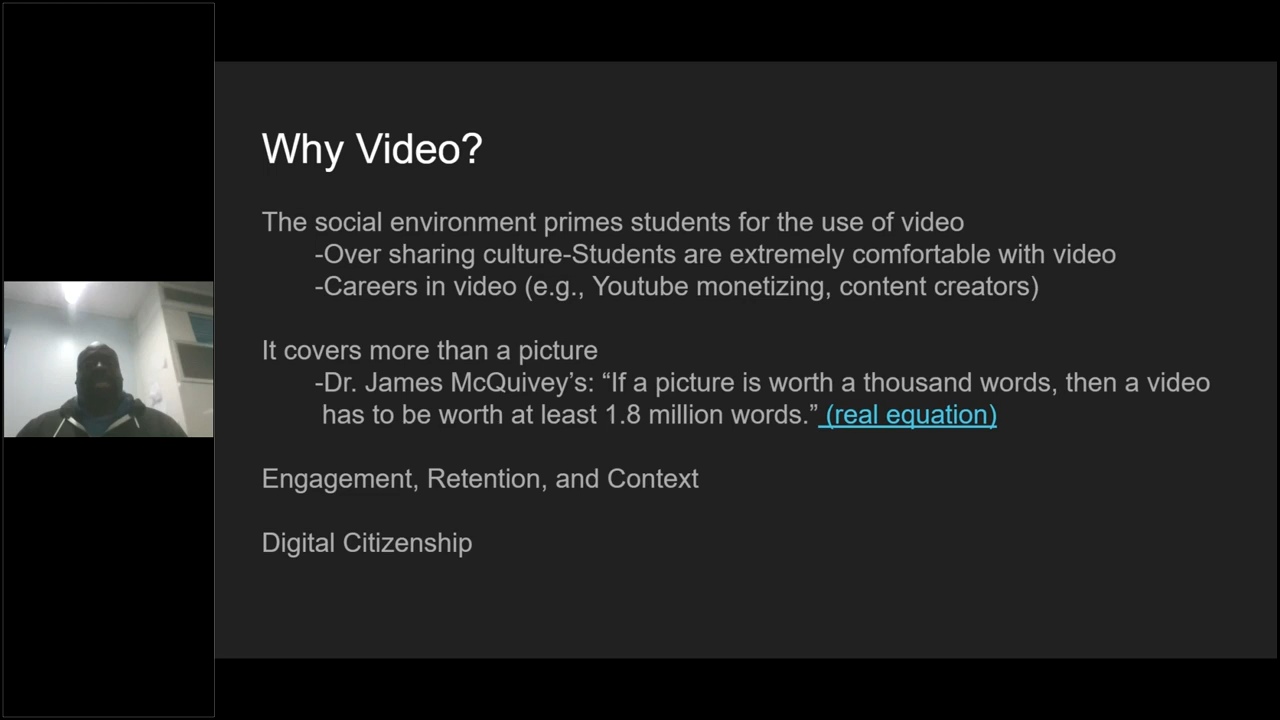 Why Video?
The social environment primes students for the use of video
-Over sharing culture-Students are extremely comfortable with video
-Careers in video (e.g., Youtube monetizing, content creators)
It covers more than a picture
-Dr. James McQuivey’s: “If a picture is worth a thousand words, then a video
has to be worth at least 1.8 million words.” (real equation)
Engagement, Retention, and Context
Digital Citizenship